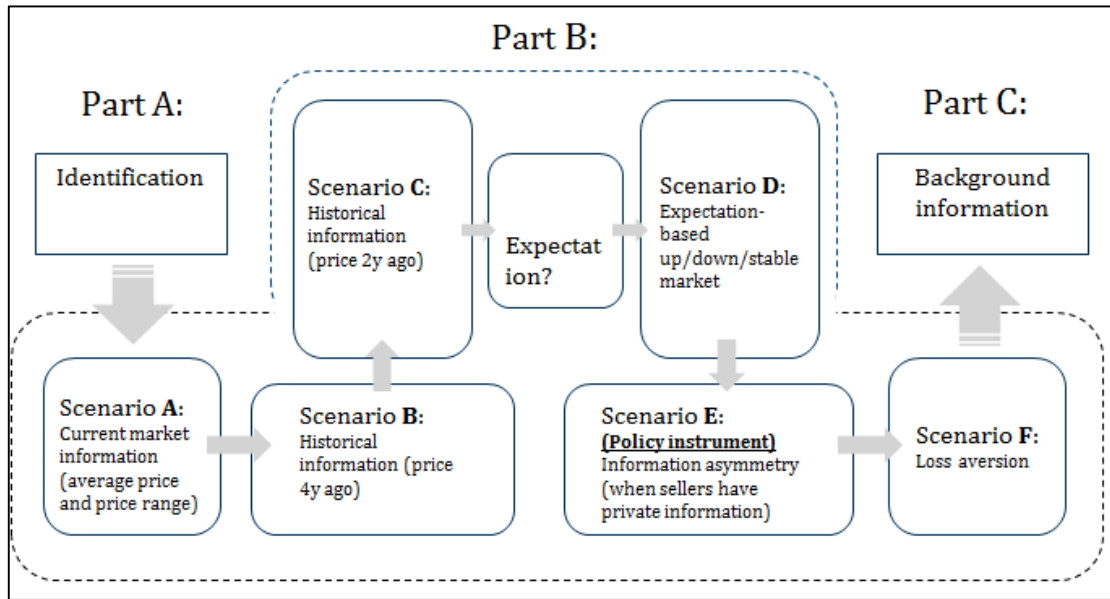 Part B:
Part A:
Part C:
Identification
Scenario C:
Historical
information
(price 2y ago)
Expectat
ion?
Scenario D:
Expectation-
based
up/down/stable
market
Background
information
Scenario A:
Current market
information
(average price
and price range)
Scenario B:
Historical
information (price
4y ago)
Scenario E:
(Policy instrument)
Information asymmetry
(when sellers have
private information)
Scenario F:
Loss aversion